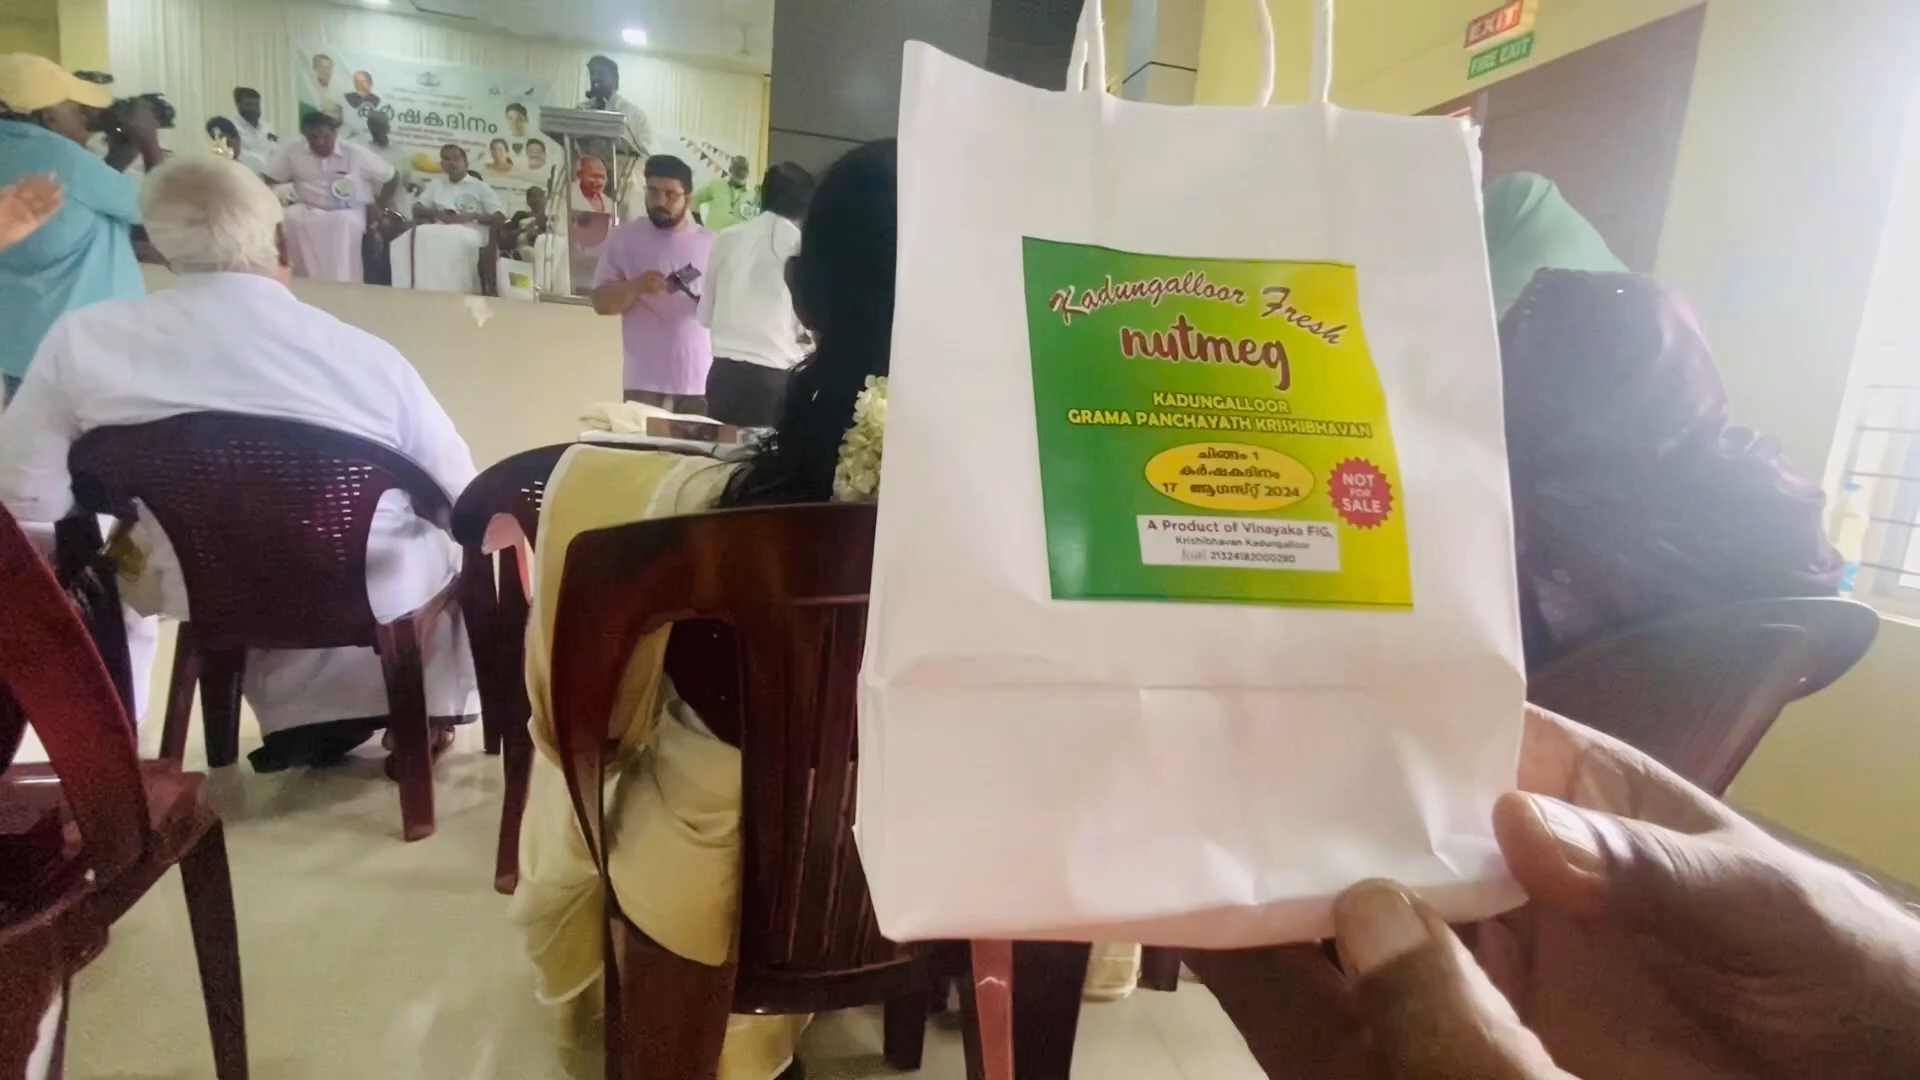 കർഷകദിനം
EXIT
FIRE EXIT
Kadungalloor Fresh
nutmeg
KADUNGALLOOR
GRAMA PANCHAYATH KRISHIBHAVAN
ചിങ്ങം 1
കർഷകദിനം
17 ആഗസ്റ്റ് 2024
NOT
FOR
SALE
A Product of Vinayaka FIG,
Krishibhavan Kadungalloor
fssai 21324182000290